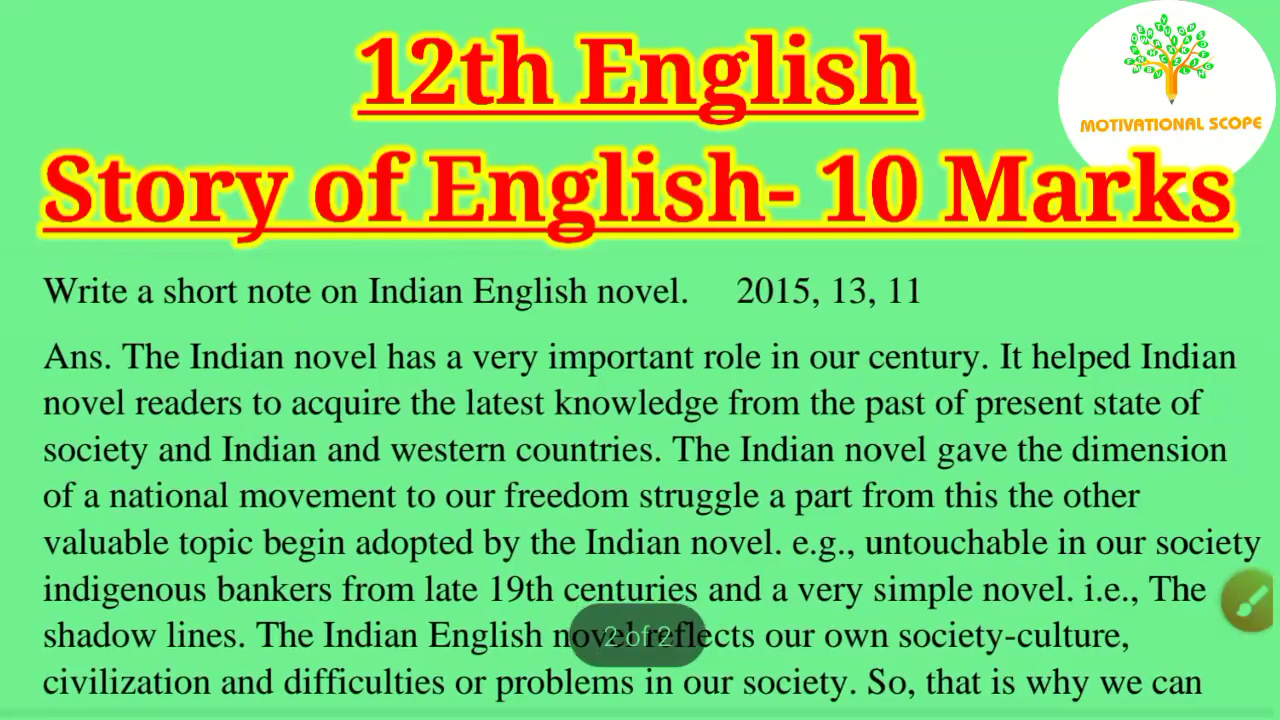 12th English
MOTIVATIONAL SCOPE
Story of English- 10 Marks
Write a short note on Indian English novel. 2015, 13, 11
Ans. The Indian novel has a very important role in our century. It helped Indian
novel readers to acquire the latest knowledge from the past of present state of
society and Indian and western countries. The Indian novel gave the dimension
of a national movement to our freedom struggle a part from this the other
valuable topic begin adopted by the Indian novel. e.g., untouchable in our society
indigenous bankers from late 19th centuries and a very simple novel. i.e., The
shadow lines. The Indian English novel reflects our own society-culture,
2 of 2
civilization and difficulties or problems in our society. So, that is why we can